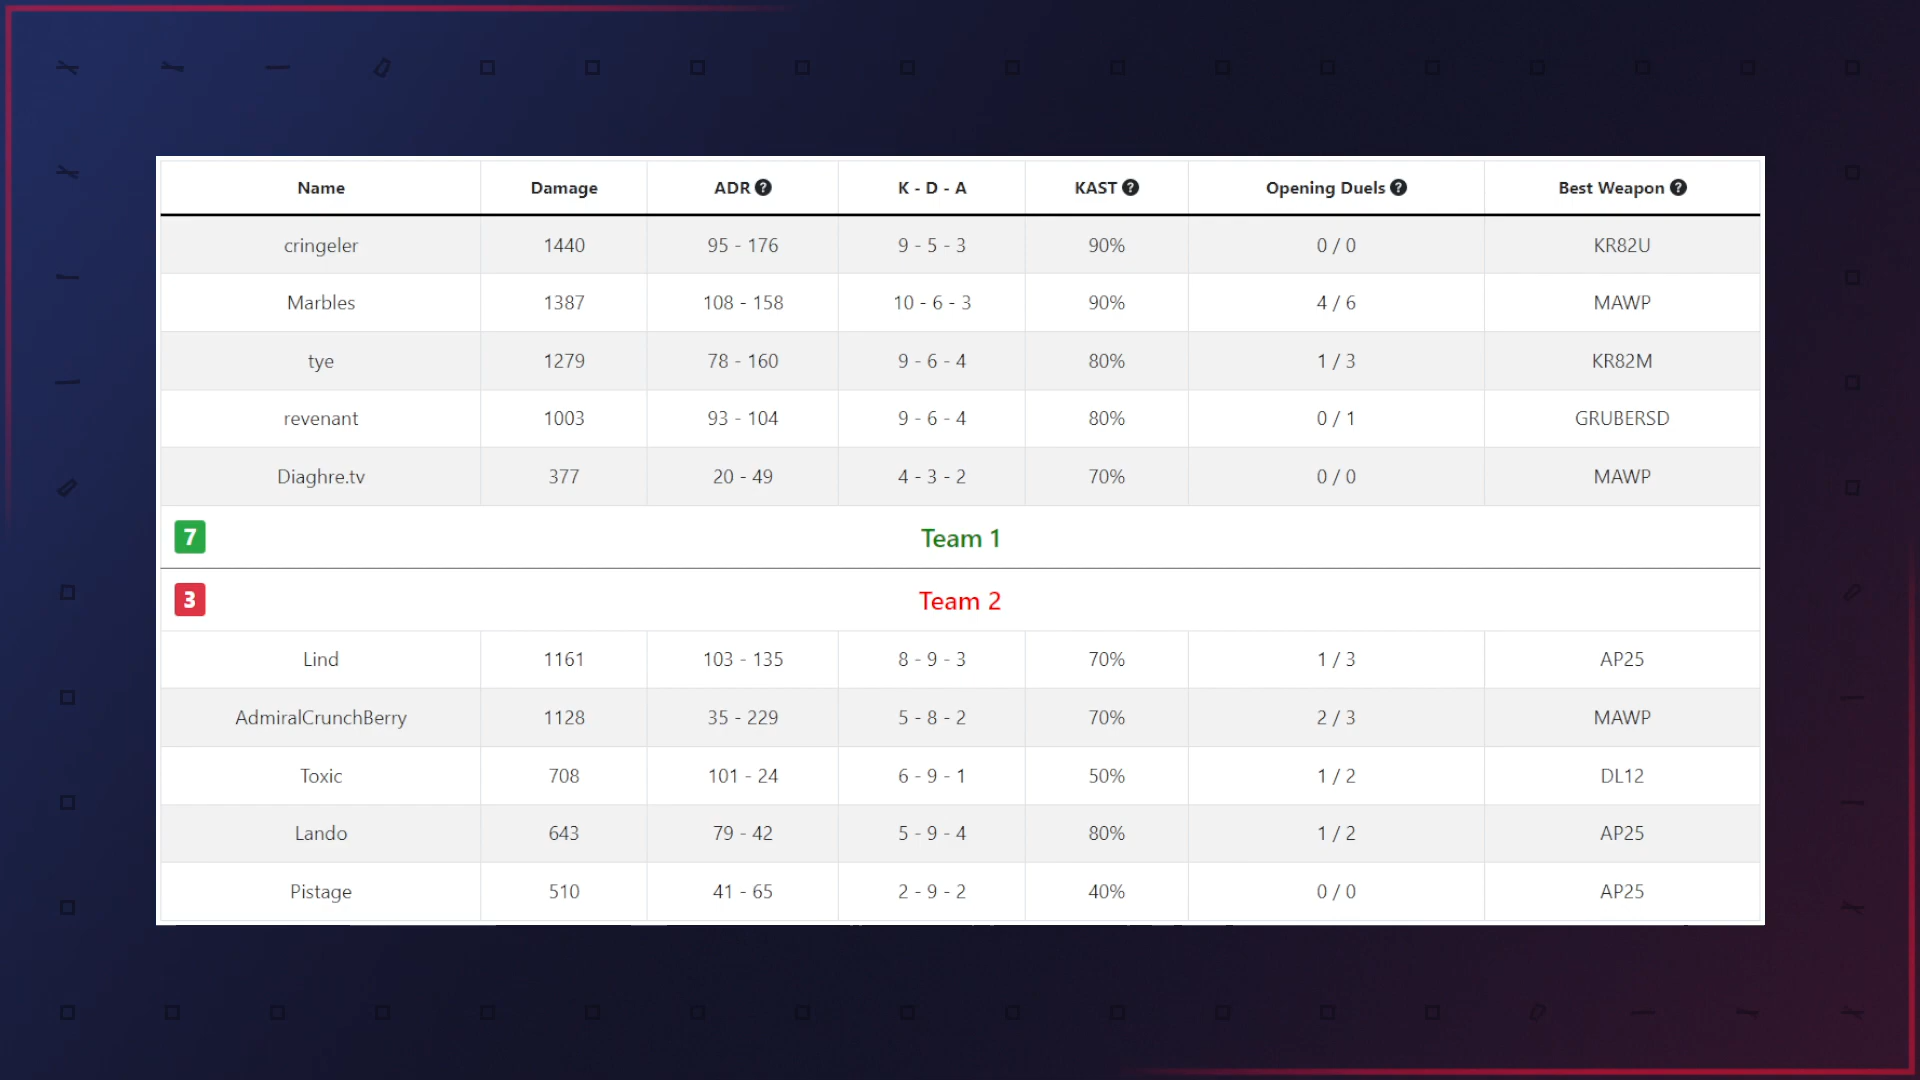 Name Damage ADR ? K - D - A KAST ? Opening Duels ? Best Weapon ?
cringeler 1440 95 - 176 9 - 5 - 3 90% 0 / 0 KR82U
Marbles 1387 108 - 158 10 - 6 - 3 90% 4 / 6 MAWP
tye 1279 78 - 160 9 - 6 - 4 80% 1 / 3 KR82M
revenant 1003 93 - 104 9 - 6 - 4 80% 0 / 1 GRUBERSD
Diaghre.tv 377 20 - 49 4 - 3 - 2 70% 0 / 0 MAWP
7 Team 1
3 Team 2
Lind 1161 103 - 135 8 - 9 - 3 70% 1 / 3 AP25
AdmiralCrunchBerry 1128 35 - 229 5 - 8 - 2 70% 2 / 3 MAWP
Toxic 708 101 - 24 6 - 9 - 1 50% 1 / 2 DL12
Lando 643 79 - 42 5 - 9 - 4 80% 1 / 2 AP25
Pistage 510 41 - 65 2 - 9 - 2 40% 0 / 0 AP25